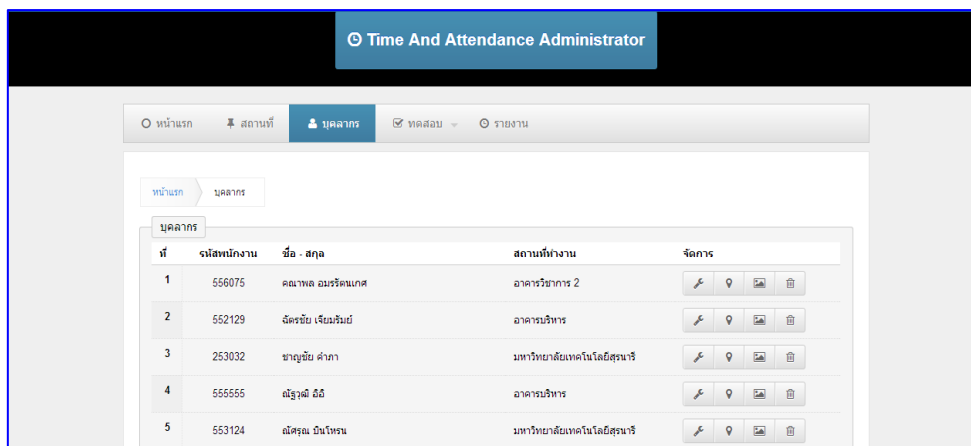 Time And Attendance Administrator
หน้าแรก สถานที่ บุคลากร ทดสอบ รายงาน
หน้าแรก บุคลากร
บุคลากร
ที่ รหัสพนักงาน ชื่อ - สกุล สถานที่ทำงาน จัดการ
1 556075 คณาพล อมรรัตนเกศ อาคารวิชาการ 2
2 552129 ฉัตรชัย เจียมรัมย์ อาคารบริหาร
3 253032 ชาญชัย คำภา มหาวิทยาลัยเทคโนโลยีสุรนารี
4 555555 ณัฐวุฒิ อิอิ อาคารบริหาร
5 553124 ณัศรุณ บินโหรน มหาวิทยาลัยเทคโนโลยีสุรนารี